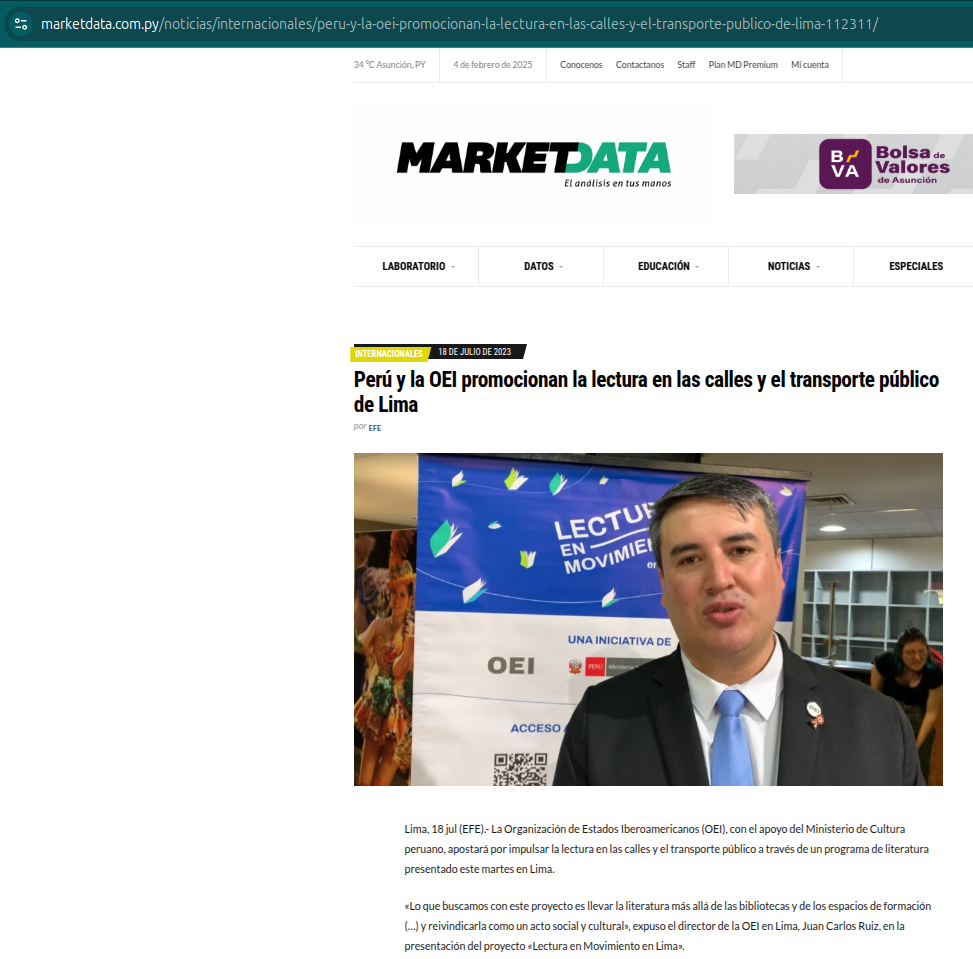 marketdata.com.py/noticias/internacionales/peru-y-la-oei-promocionan-la-lectura-en-las-calles-y-el-transporte-publico-de-lima-112311/
34 °C Asunción, PY
4 de febrero de 2025
Conocenos
Contactanos
Staff
Plan MD Premium
Mi cuenta
MARKETDATA
El análisis en tus manos
BVA
Bolsa de
Valores
de Asunción
LABORATORIO
DATOS
EDUCACIÓN
NOTICIAS
ESPECIALES
INTERNACIONALES
18 DE JULIO DE 2023
Perú y la OEI promocionan la lectura en las calles y el transporte público
de Lima
por EFE
LECTUR
EN
MOVIMIE
en
UNA INICIATIVA DE
OEI
PERÚ
ACCESO
Lima, 18 jul (EFE).- La Organización de Estados Iberoamericanos (OEI), con el apoyo del Ministerio de Cultura
peruano, apostará por impulsar la lectura en las calles y el transporte público a través de un programa de literatura
presentado este martes en Lima.
«Lo que buscamos con este proyecto es llevar la literatura más allá de las bibliotecas y de los espacios de formación
(…) y reivindicarla como un acto social y cultural», expuso el director de la OEI en Lima, Juan Carlos Ruiz, en la
presentación del proyecto «Lectura en Movimiento en Lima».